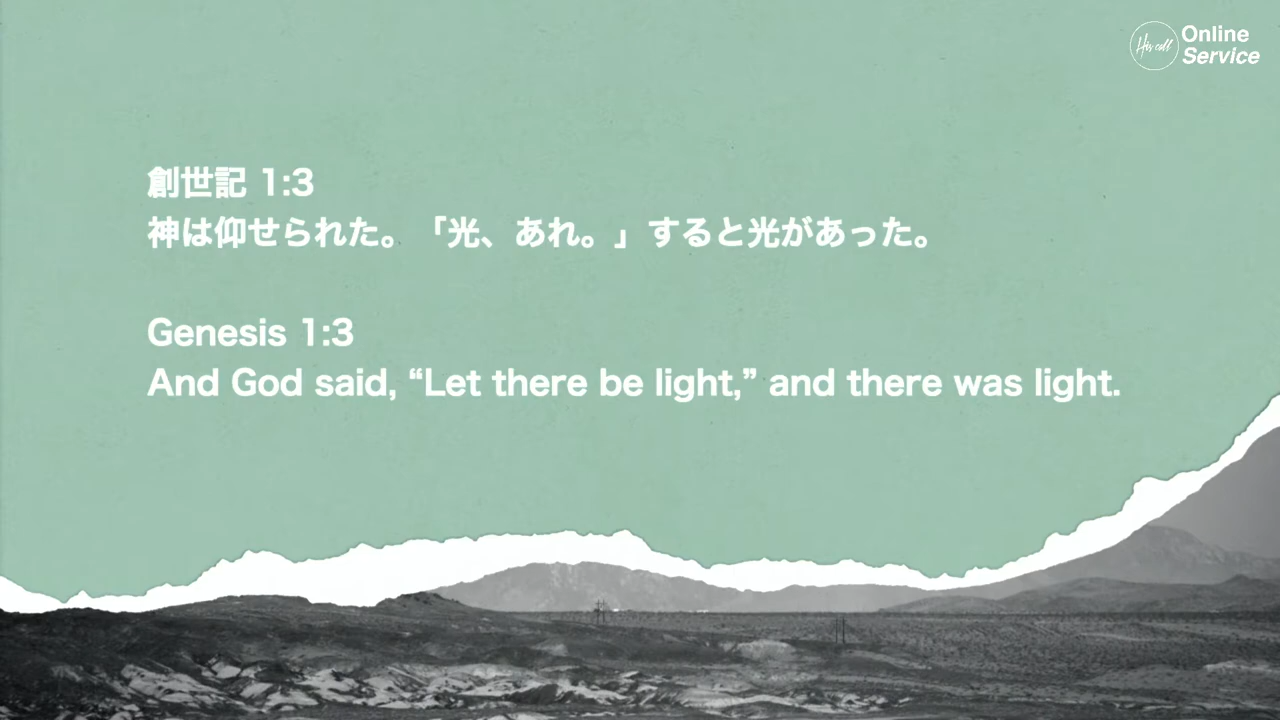 His call
Online
Service
創世記 1:3
神は仰せられた。「光、あれ。」すると光があった。
Genesis 1:3
And God said, “Let there be light,” and there was light.